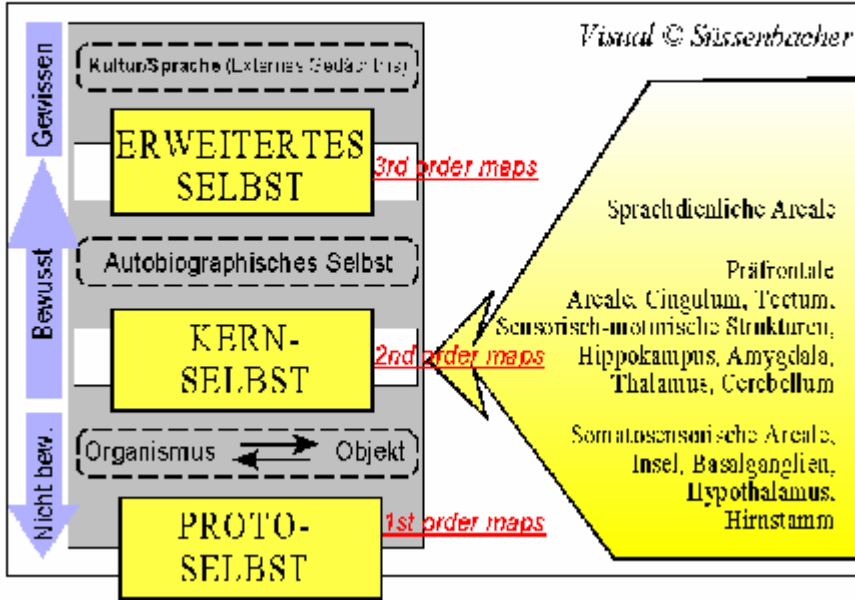 Visual © Süssenbacher
Gewissen
Bewusst
Nicht bew.
Kultur/Sprache (Externes Gedächtnis)
ERWEITERTES
SELBST
3rd order maps
Autobiographisches Selbst
KERN-
SELBST
2nd order maps
Organismus Objekt
PROTO-
SELBST
1st order maps
Sprachdienliche Areale
Präfrontale
Areale, Cingulum, Tectum,
Sensorisch-motorische Strukturen,
Hippokampus, Amygdala,
Thalamus, Cerebellum
Somatosensorische Areale,
Insel, Basalganglien,
Hypothalamus,
Hirnstamm